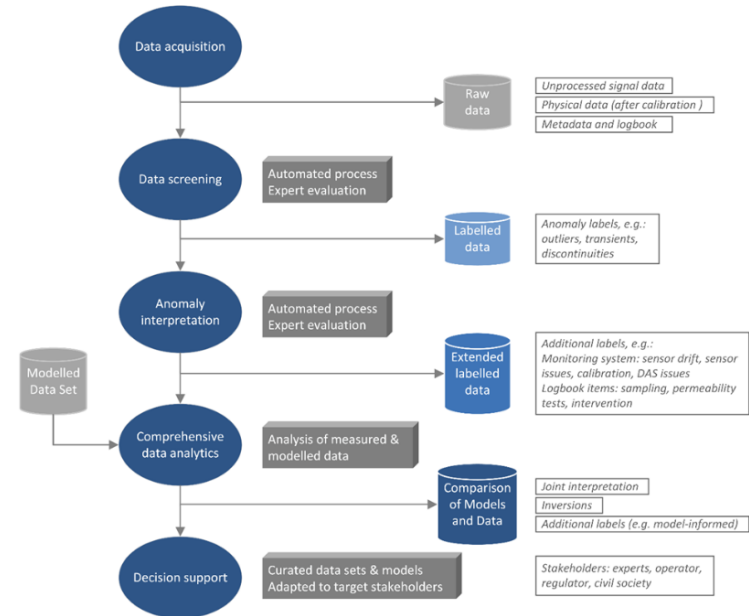 Data acquisition
Raw
data
Unprocessed signal data
Physical data (after calibration )
Metadata and logbook
Data screening
Automated process
Expert evaluation
Labelled
data
Anomaly labels, e.g.:
outliers, transients,
discontinuities
Anomaly
interpretation
Automated process
Expert evaluation
Extended
labelled
data
Additional labels, e.g.:
Monitoring system: sensor drift, sensor
issues, calibration, DAS issues
Logbook items: sampling, permeability
tests, intervention
Modelled
Data Set
Comprehensive
data analytics
Analysis of measured &
modelled data
Comparison
of Models
and Data
Joint interpretation
Inversions
Additional labels (e.g. model-informed)
Decision support
Curated data sets & models
Adapted to target stakeholders
Stakeholders: experts, operator,
regulator, civil society